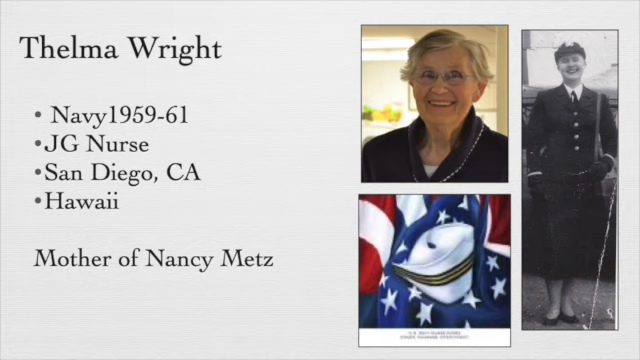 Thelma Wright
• Navy1959-61
•JG Nurse
•San Diego, CA
•Hawaii
Mother of Nancy Metz